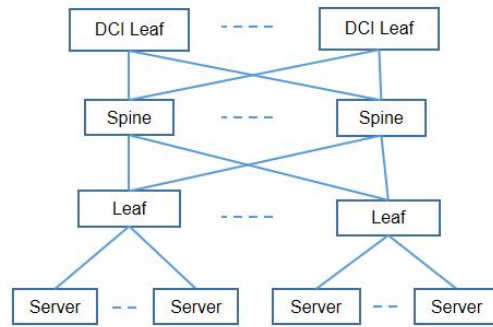 DCI Leaf DCI Leaf
Spine Spine
Leaf Leaf
Server Server Server Server